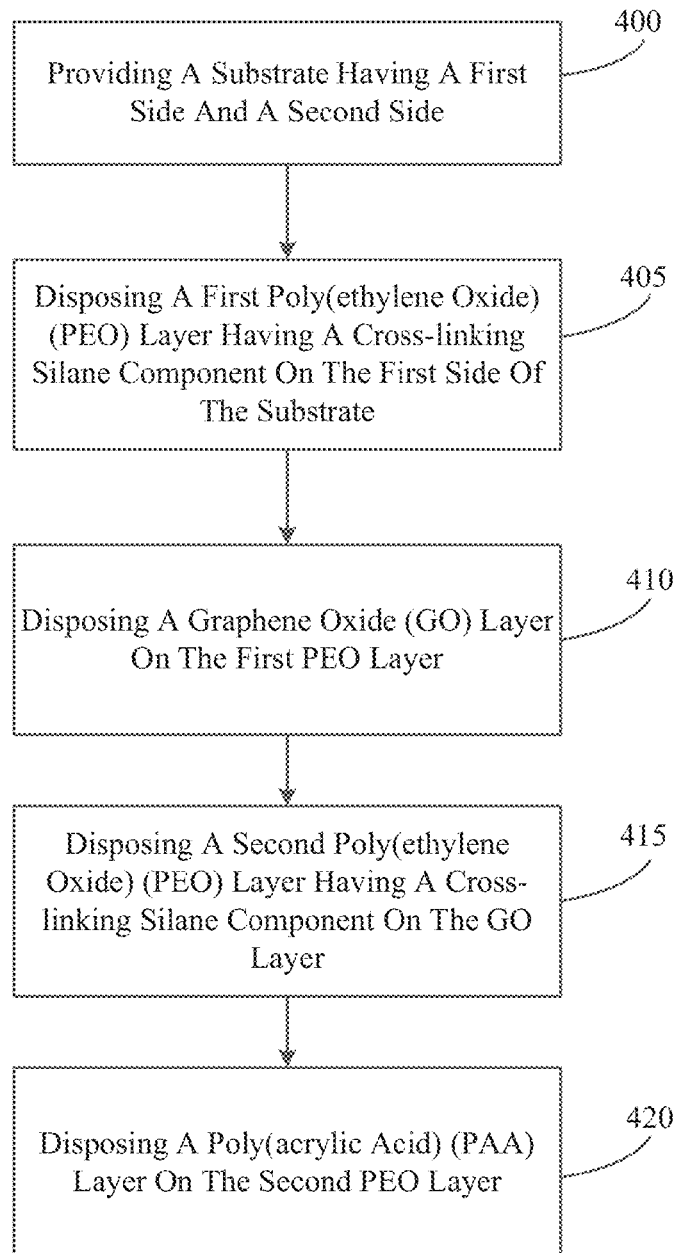 400
Providing A Substrate Having A First
Side And A Second Side
405
Disposing A First Poly(ethylene Oxide)
(PEO) Layer Having A Cross-linking
Silane Component On The First Side Of
The Substrate
410
Disposing A Graphene Oxide (GO) Layer
On The First PEO Layer
415
Disposing A Second Poly(ethylene
Oxide) (PEO) Layer Having A Cross-
linking Silane Component On The GO
Layer
420
Disposing A Poly(acrylic Acid) (PAA)
Layer On The Second PEO Layer